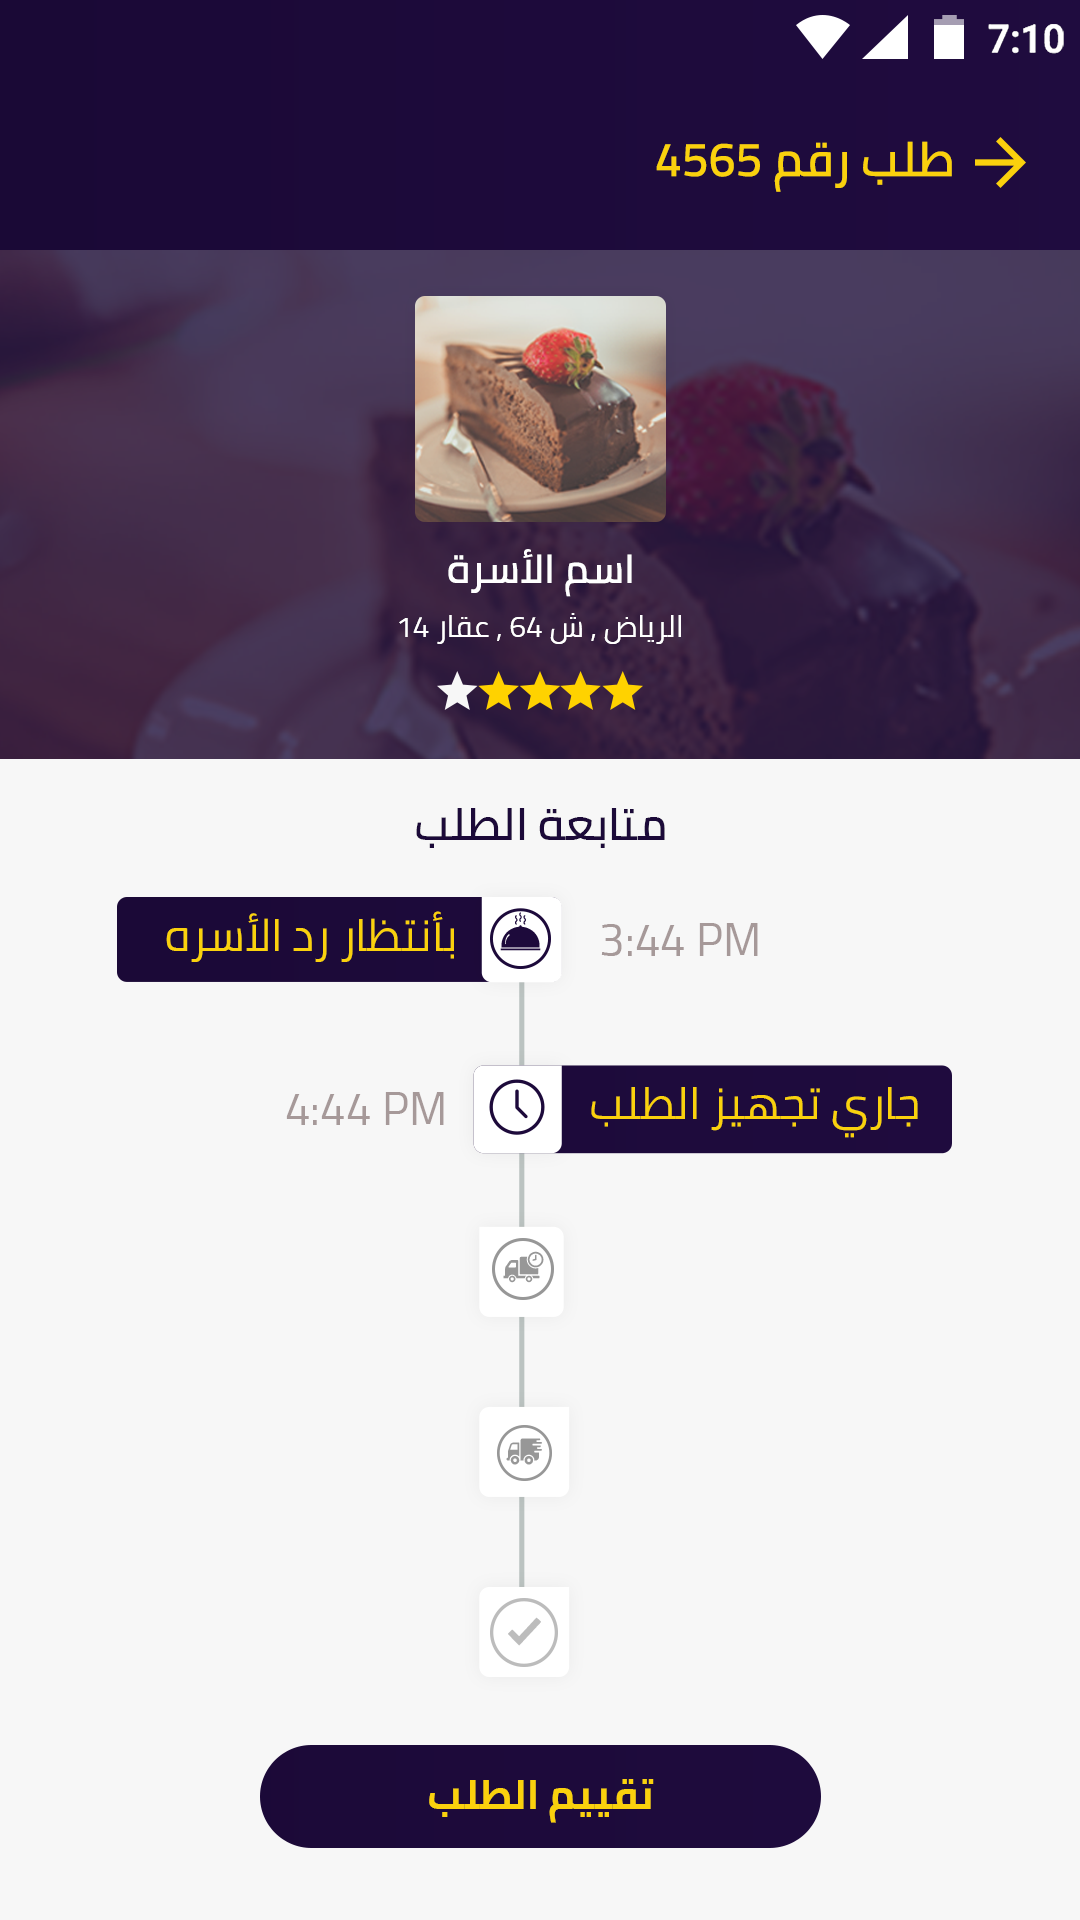 7:10
طلب رقم 4565
اسم الأسرة
الرياض , ش 64 , عقار 14
متابعة الطلب
بأنتظار رد الأسره
3:44 PM
جاري تجهيز الطلب
4:44 PM
تقييم الطلب